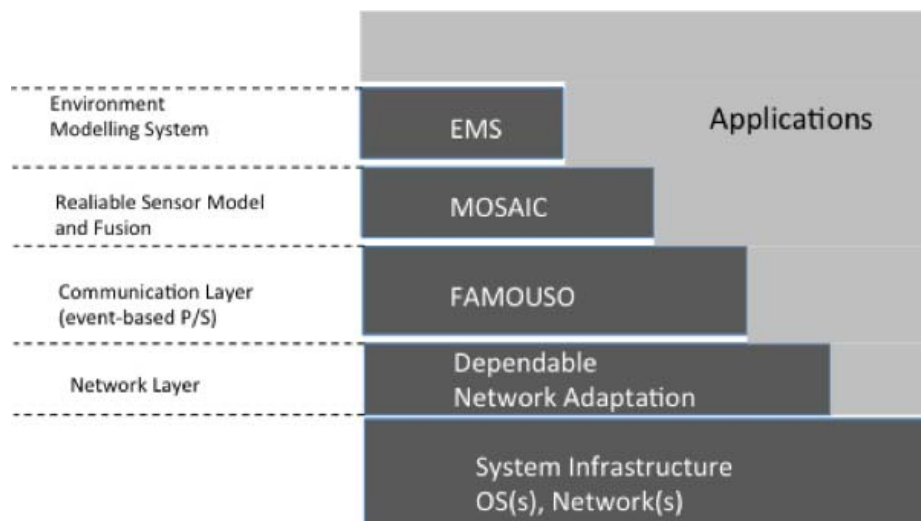 Environment
Modelling System
EMS
Applications
Realiable Sensor Model
and Fusion
MOSAIC
Communication Layer
(event-based P/S)
FAMOUSO
Network Layer
Dependable
Network Adaptation
System Infrastructure
OS(s), Network(s)